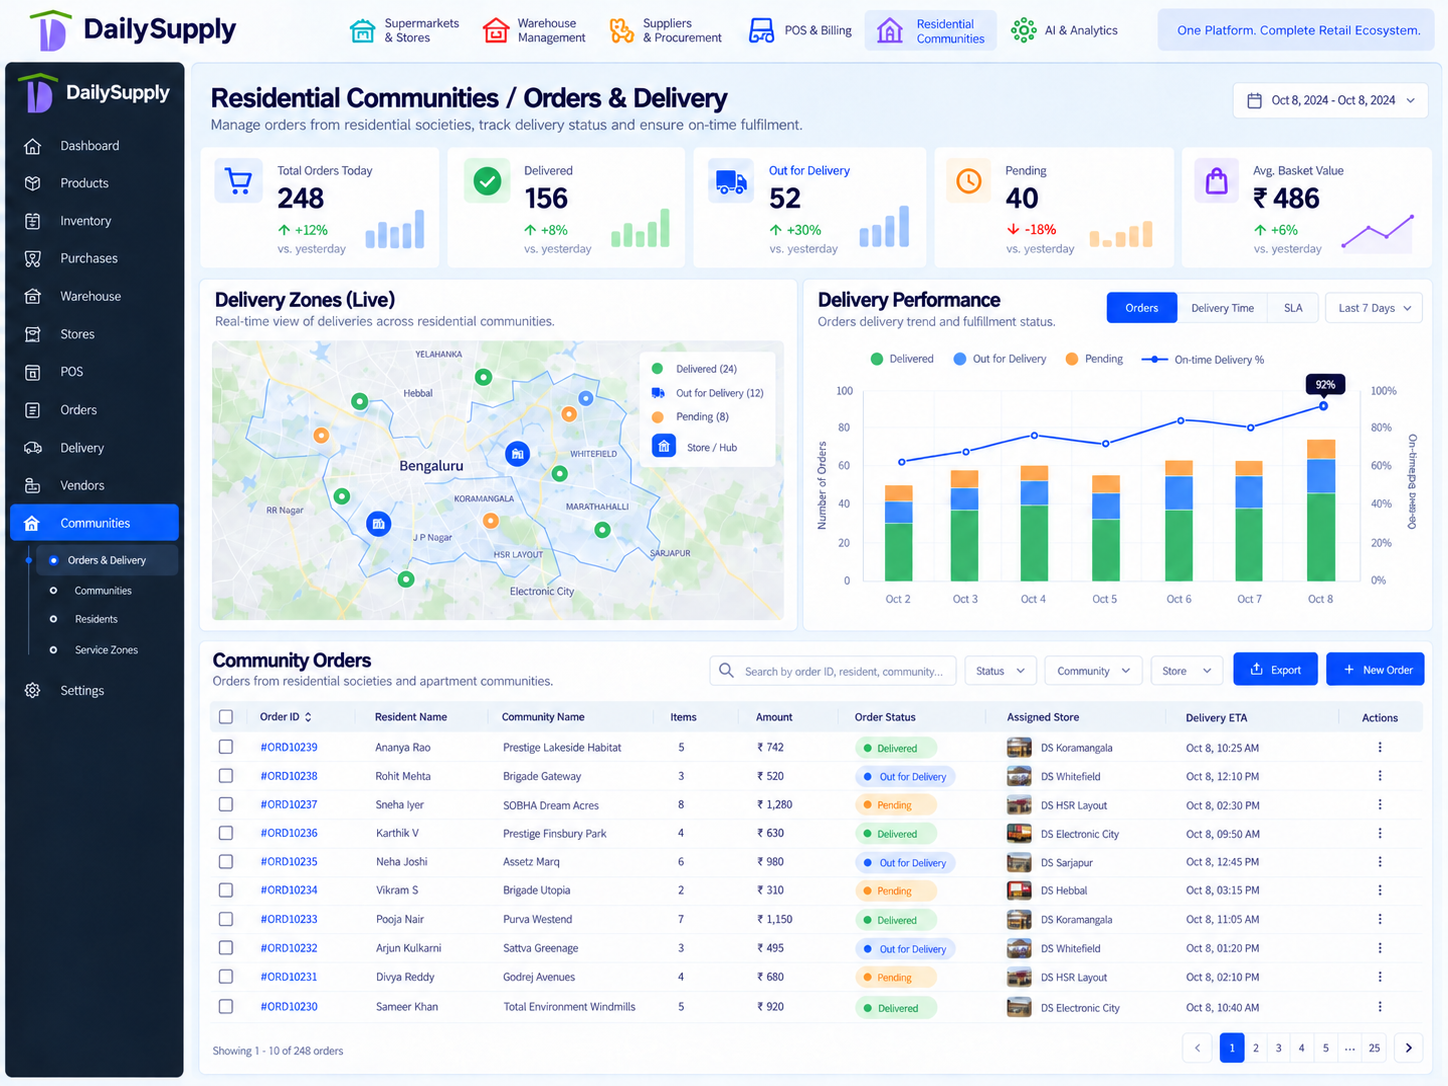 DailySupply
Supermarkets
& Stores
Warehouse
Management
Suppliers
& Procurement
POS & Billing
Residential
Communities
AI & Analytics
One Platform. Complete Retail Ecosystem.
DailySupply
Dashboard
Products
Inventory
Purchases
Warehouse
Stores
POS
Orders
Delivery
Vendors
Communities
Orders & Delivery
Communities
Residents
Service Zones
Settings
Residential Communities / Orders & Delivery
Manage orders from residential societies, track delivery status and ensure on-time fulfilment.
Oct 8, 2024 - Oct 8, 2024
Total Orders Today
248
+12%
vs. yesterday
Delivered
156
+8%
vs. yesterday
Out for Delivery
52
+30%
vs. yesterday
Pending
40
-18%
vs. yesterday
Avg. Basket Value
₹ 486
+6%
vs. yesterday
Delivery Zones (Live)
Real-time view of deliveries across residential communities.
YELAHANKA
Hebbal
Bengaluru
WHITEFIELD
KORAMANGALA
RR Nagar
MARATHAHALLI
J P Nagar
HSR LAYOUT
SARJAPUR
Electronic City
Delivered (24)
Out for Delivery (12)
Pending (8)
Store / Hub
Delivery Performance
Orders delivery trend and fulfillment status.
Orders
Delivery Time
SLA
Last 7 Days
Delivered
Out for Delivery
Pending
On-time Delivery %
92%
Number of Orders
100
80
60
40
20
0
100%
80%
60%
40%
20%
0%
Oct 2
Oct 3
Oct 4
Oct 5
Oct 6
Oct 7
Oct 8
Community Orders
Orders from residential societies and apartment communities.
Search by order ID, resident, community...
Status
Community
Store
Export
+ New Order
Order ID Resident Name Community Name Items Amount Order Status Assigned Store Delivery ETA Actions
#ORD10239 Ananya Rao Prestige Lakeside Habitat 5 ₹ 742 Delivered DS Koramangala Oct 8, 10:25 AM
#ORD10238 Rohit Mehta Brigade Gateway 3 ₹ 520 Out for Delivery DS Whitefield Oct 8, 12:10 PM
#ORD10237 Sneha Iyer SOBHA Dream Acres 8 ₹ 1,280 Pending DS HSR Layout Oct 8, 02:30 PM
#ORD10236 Karthik V Prestige Finsbury Park 4 ₹ 630 Delivered DS Electronic City Oct 8, 09:50 AM
#ORD10235 Neha Joshi Assetz Marq 6 ₹ 980 Out for Delivery DS Sarjapur Oct 8, 12:45 PM
#ORD10234 Vikram S Brigade Utopia 2 ₹ 310 Pending DS Hebbal Oct 8, 03:15 PM
#ORD10233 Pooja Nair Purva Westend 7 ₹ 1,150 Delivered DS Koramangala Oct 8, 11:05 AM
#ORD10232 Arjun Kulkarni Sattva Greenage 3 ₹ 495 Out for Delivery DS Whitefield Oct 8, 01:20 PM
#ORD10231 Divya Reddy Godrej Avenues 4 ₹ 680 Pending DS HSR Layout Oct 8, 02:10 PM
#ORD10230 Sameer Khan Total Environment Windmills 5 ₹ 920 Delivered DS Electronic City Oct 8, 10:40 AM
Showing 1 - 10 of 248 orders
1 2 3 4 5 ... 25